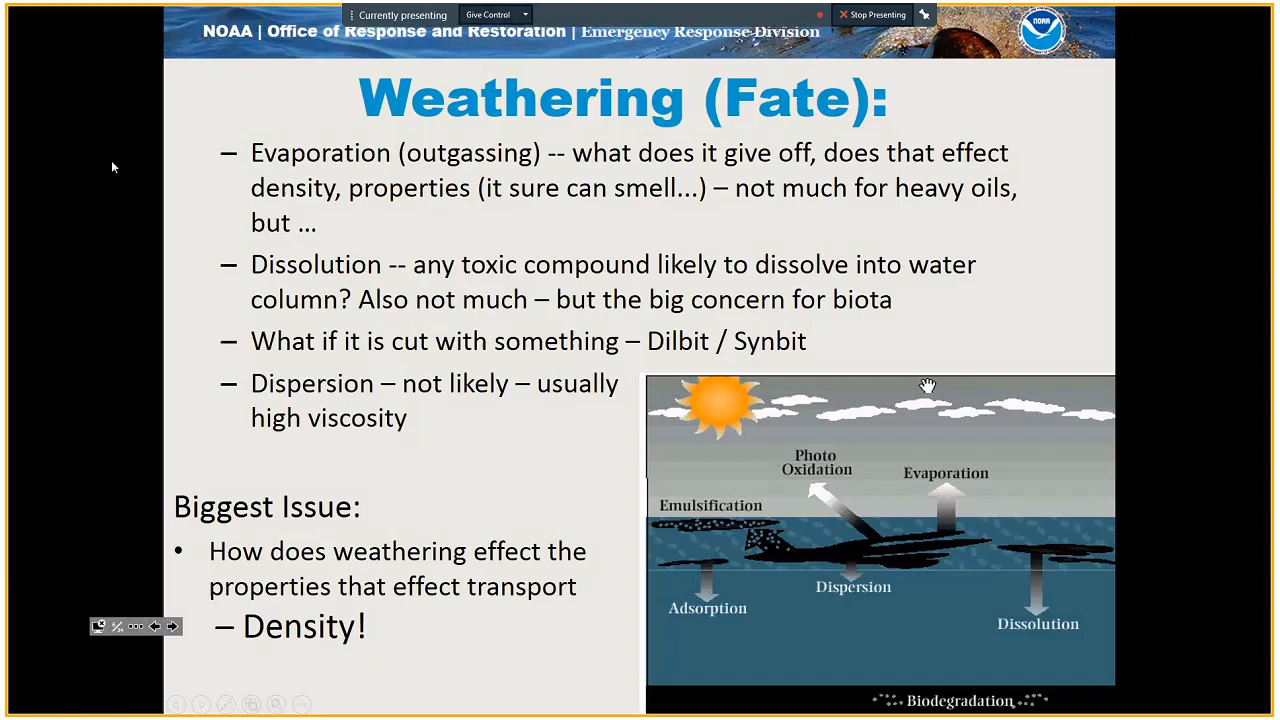 Currently presenting
Give Control
Stop Presenting
NOAA | Office of Response and Restoration | Emergency Response Division
NOAA
Weathering (Fate):
– Evaporation (outgassing) -- what does it give off, does that effect
density, properties (it sure can smell...) – not much for heavy oils,
but ...
– Dissolution -- any toxic compound likely to dissolve into water
column? Also not much – but the big concern for biota
– What if it is cut with something – Dilbit / Synbit
– Dispersion – not likely – usually
high viscosity
Biggest Issue:
• How does weathering effect the
properties that effect transport
– Density!
Photo
Oxidation
Evaporation
Emulsification
Dispersion
Adsorption
Dissolution
Biodegradation